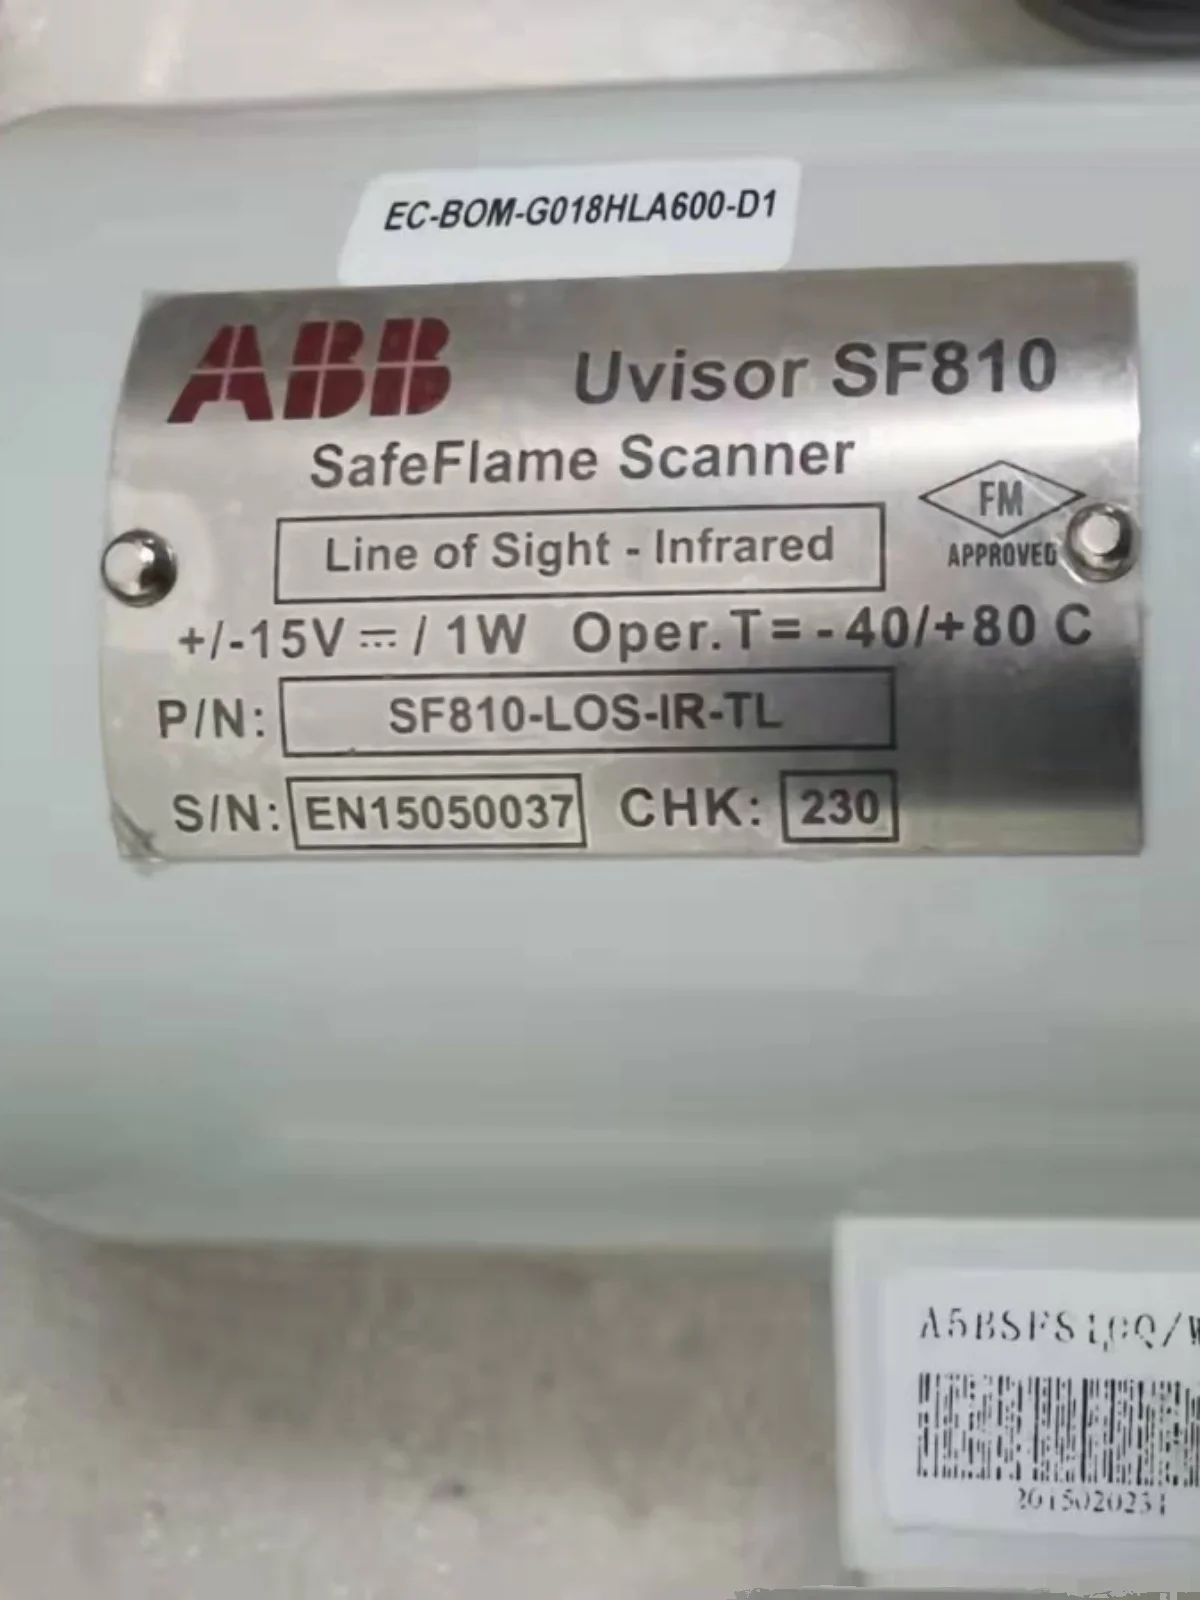 EC-BOM-G018HLA600-D1
ABB Uvisor SF810
SafeFlame Scanner
FM
APPROVED
Line of Sight - Infrared
+/-15V ⎓ / 1W Oper.T= -40/+80 C
P/N: SF810-LOS-IR-TL
S/N: EN15050037 CHK: 230